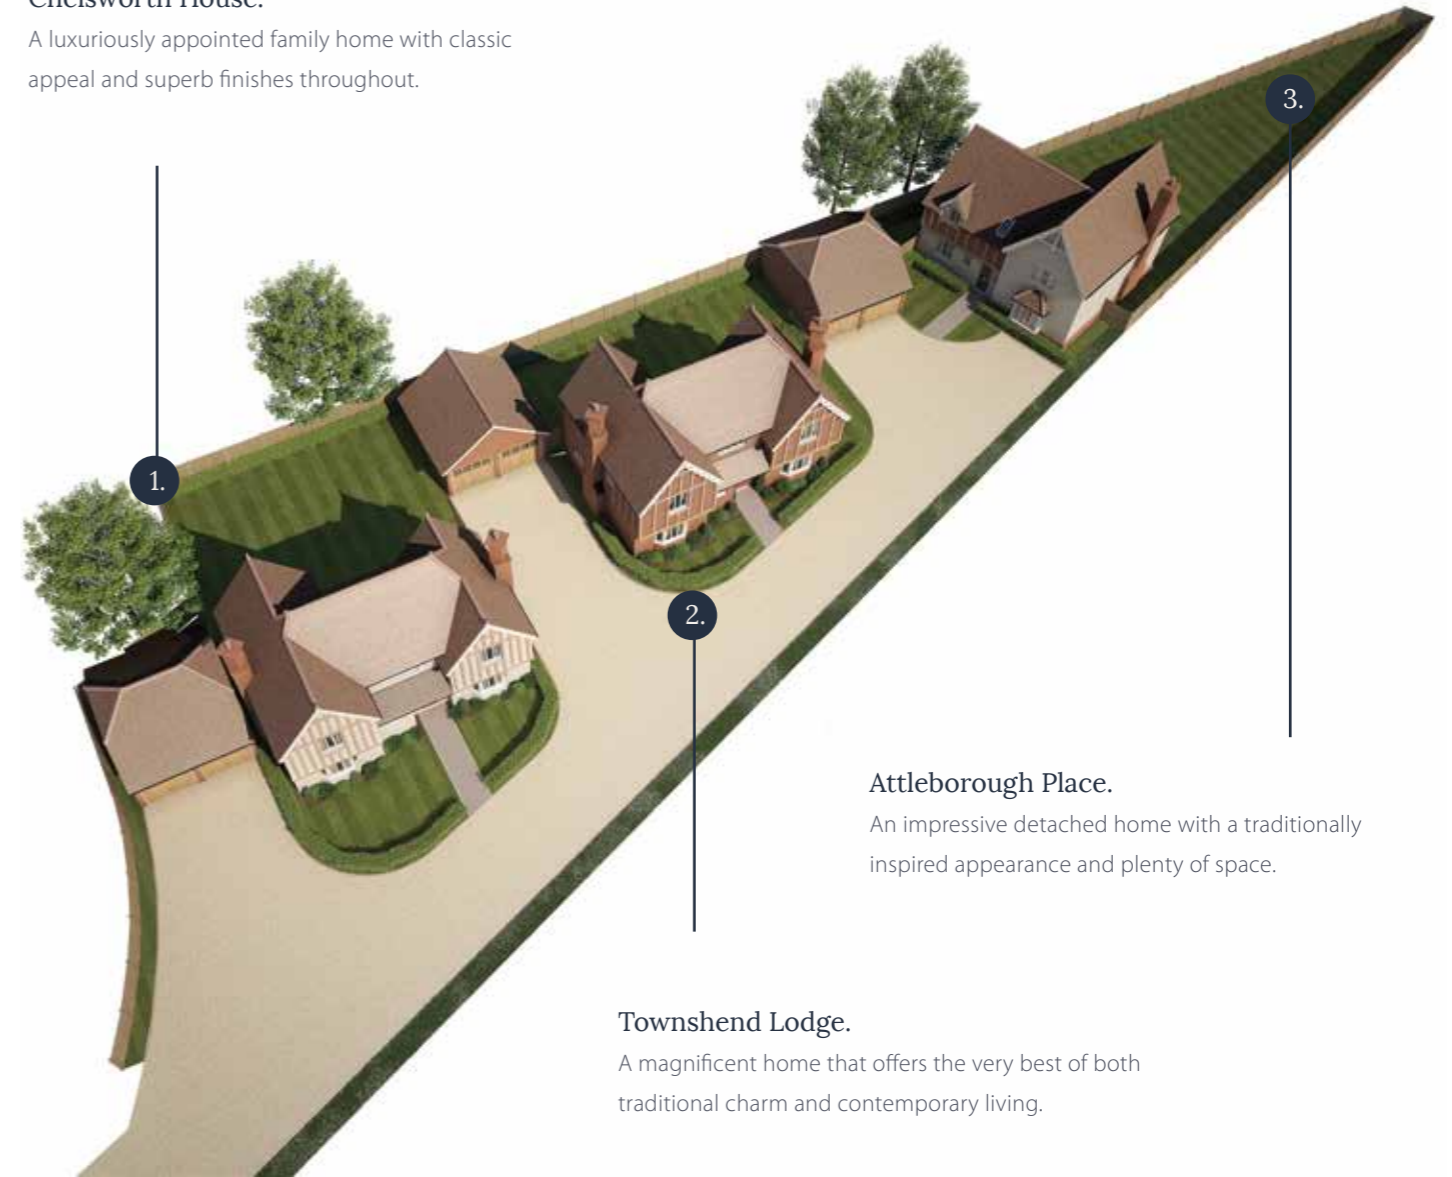 Chelsworth House.
A luxuriously appointed family home with classic
appeal and superb finishes throughout.
1.
2.
3.
Attleborough Place.
An impressive detached home with a traditionally
inspired appearance and plenty of space.
Townshend Lodge.
A magnificent home that offers the very best of both
traditional charm and contemporary living.